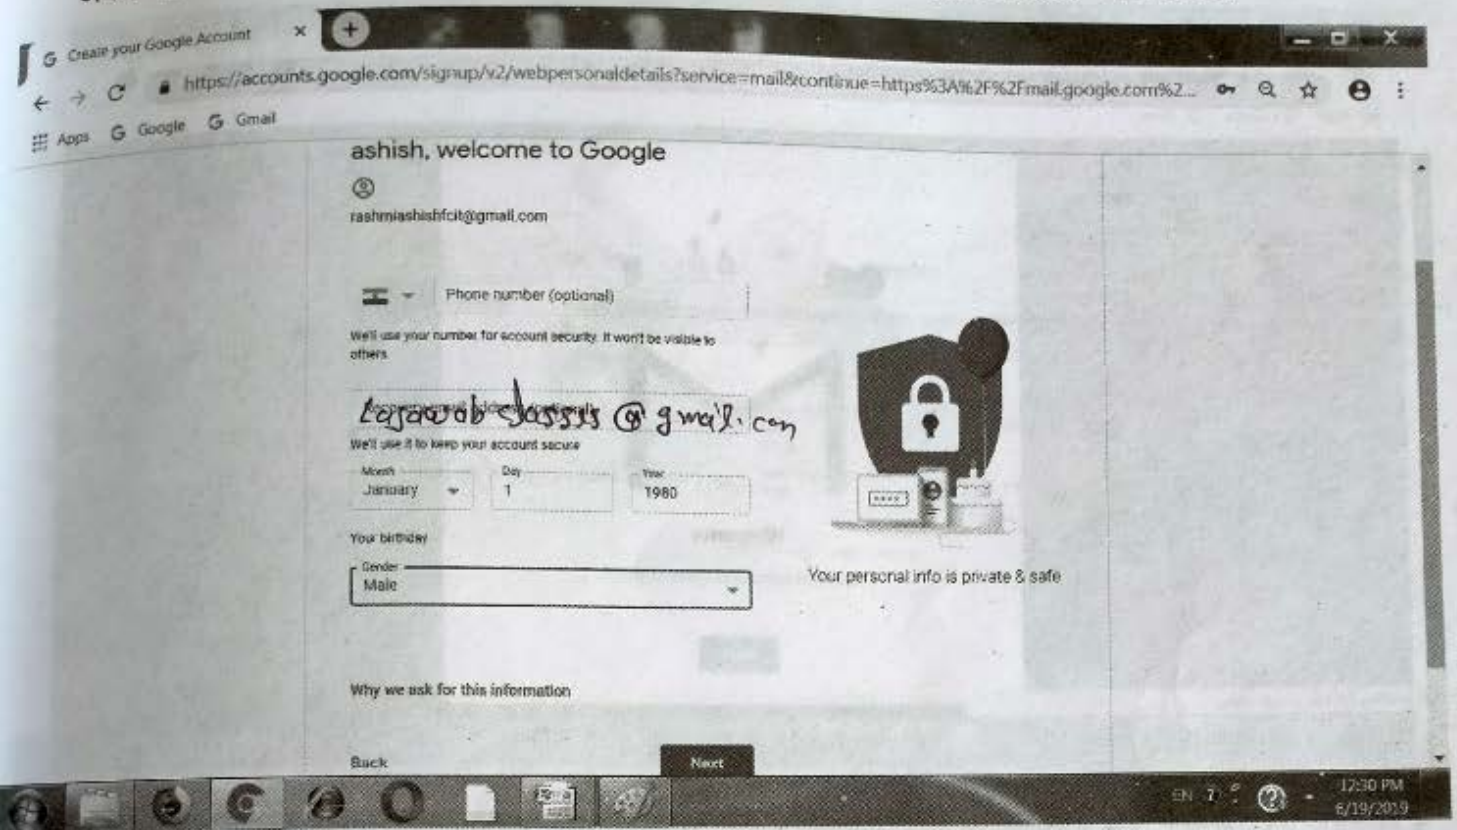 Create your Google Account
https://accounts.google.com/signup/v2/webpersonaldetails?service=mail&continue=https%3A%2F%2Fmail.google.com%2...
Apps Google Gmail
ashish, welcome to Google
rashmiashishfcit@gmail.com
Phone number (optional)
We'll use your number for account security. It won't be visible to
others.
@gmail.com
We'll use it to keep your account secure
Month Day Year
January 1 1980
Your birthday
Gender
Male
Your personal info is private & safe
Why we ask for this information
Back Next
EN 12:30 PM
6/19/2019